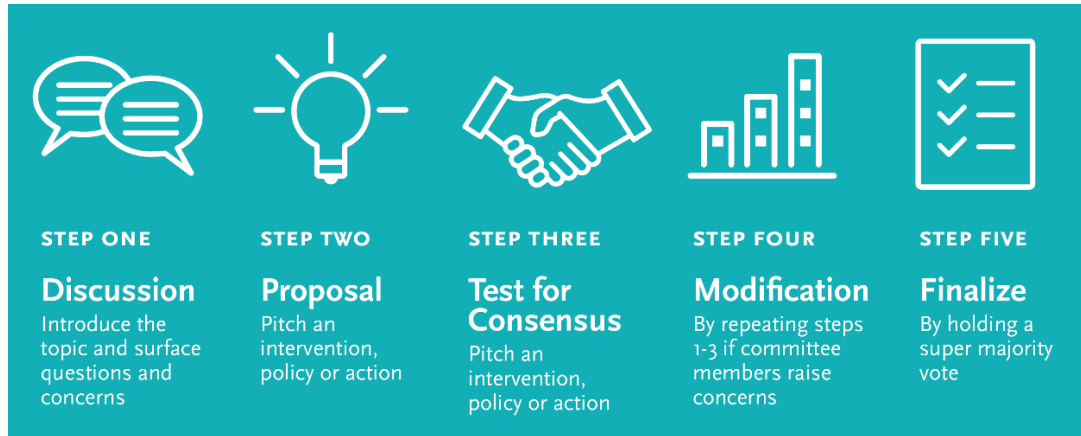 STEP ONE
Discussion
Introduce the
topic and surface
questions and
concerns
STEP TWO
Proposal
Pitch an
intervention,
policy or action
STEP THREE
Test for
Consensus
Pitch an
intervention,
policy or action
STEP FOUR
Modification
By repeating steps
1-3 if committee
members raise
concerns
STEP FIVE
Finalize
By holding a
super majority
vote